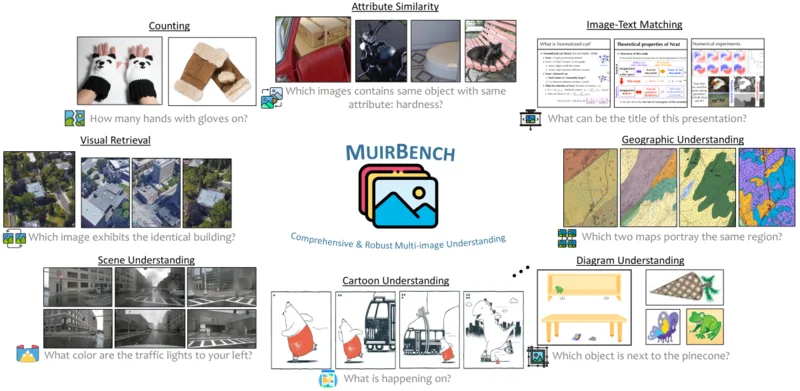 Attribute Similarity
Counting
Image-Text Matching
What is Normalized cut?
Theoretical properties of Ncut
Numerical experiments
How many hands with gloves on?
Which images contains same object with same
attribute: hardness?
What can be the title of this presentation?
Visual Retrieval
MUIRBENCH
Geographic Understanding
Which image exhibits the identical building?
Comprehensive & Robust Multi-image Understanding
Which two maps portray the same region?
Scene Understanding
Cartoon Understanding
Diagram Understanding
What color are the traffic lights to your left?
What is happening on?
Which object is next to the pinecone?